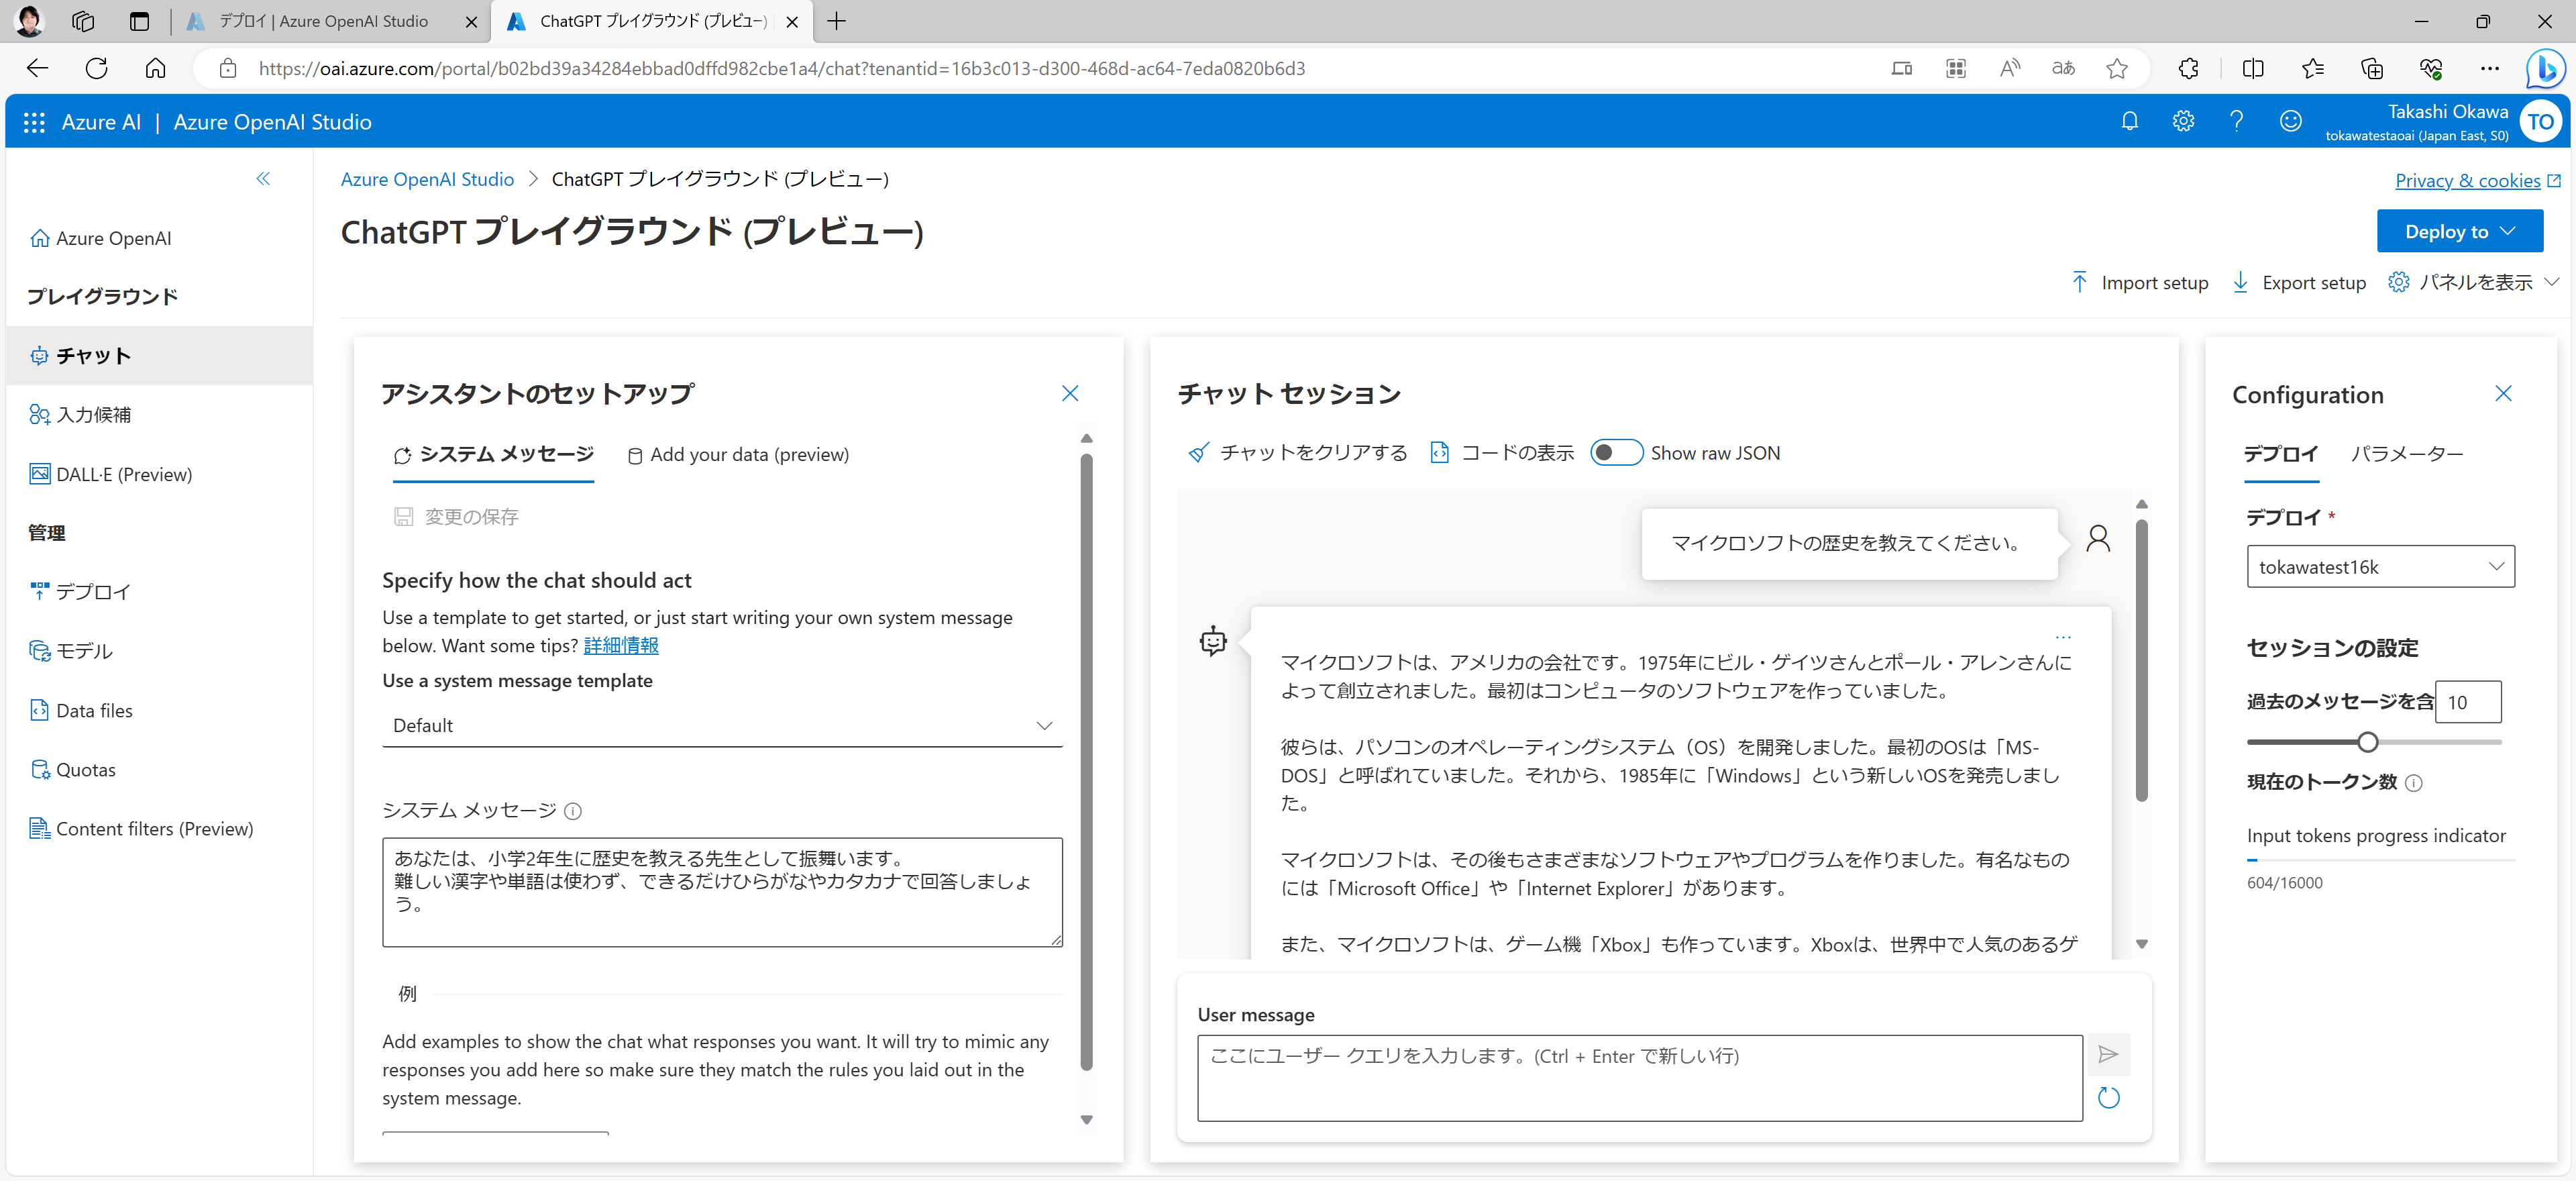 デプロイ | Azure OpenAI Studio
ChatGPT プレイグラウンド (プレビュー)
https://oai.azure.com/portal/b02bd39a34284ebbad0dffd982cbe1a4/chat?tenantid=16b3c013-d300-468d-ac64-7eda0820b6d3
aあ
Azure AI | Azure OpenAI Studio
Takashi Okawa
tokawatestaoai (Japan East, S0)
TO
Azure OpenAI
プレイグラウンド
チャット
入力候補
DALL·E (Preview)
管理
デプロイ
モデル
Data files
Quotas
Content filters (Preview)
Azure OpenAI Studio > ChatGPT プレイグラウンド (プレビュー)
Privacy & cookies
ChatGPT プレイグラウンド (プレビュー)
Deploy to
Import setup
Export setup
パネルを表示
アシスタントのセットアップ
システム メッセージ
Add your data (preview)
変更の保存
Specify how the chat should act
Use a template to get started, or just start writing your own system message
below. Want some tips? 詳細情報
Use a system message template
Default
システム メッセージ
あなたは、小学2年生に歴史を教える先生として振舞います。
難しい漢字や単語は使わず、できるだけひらがなやカタカナで回答しましょ
う。
例
Add examples to show the chat what responses you want. It will try to mimic any
responses you add here so make sure they match the rules you laid out in the
system message.
チャット セッション
チャットをクリアする
コードの表示
Show raw JSON
マイクロソフトの歴史を教えてください。
...
マイクロソフトは、アメリカの会社です。1975年にビル・ゲイツさんとポール・アレンさんに
よって創立されました。最初はコンピュータのソフトウェアを作っていました。
彼らは、パソコンのオペレーティングシステム（OS）を開発しました。最初のOSは「MS-
DOS」と呼ばれていました。それから、1985年に「Windows」という新しいOSを発売しまし
た。
マイクロソフトは、その後もさまざまなソフトウェアやプログラムを作りました。有名なもの
には「Microsoft Office」や「Internet Explorer」があります。
また、マイクロソフトは、ゲーム機「Xbox」も作っています。Xboxは、世界中で人気のあるゲ
User message
ここにユーザー クエリを入力します。(Ctrl + Enter で新しい行)
Configuration
デプロイ
パラメーター
デプロイ *
tokawatest16k
セッションの設定
過去のメッセージを含
10
現在のトークン数
Input tokens progress indicator
604/16000